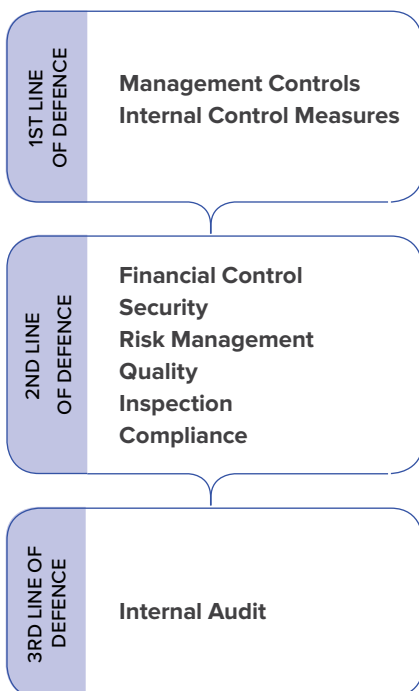 1ST LINE
OF DEFENCE
Management Controls
Internal Control Measures
2ND LINE
OF DEFENCE
Financial Control
Security
Risk Management
Quality
Inspection
Compliance
3RD LINE OF
DEFENCE
Internal Audit